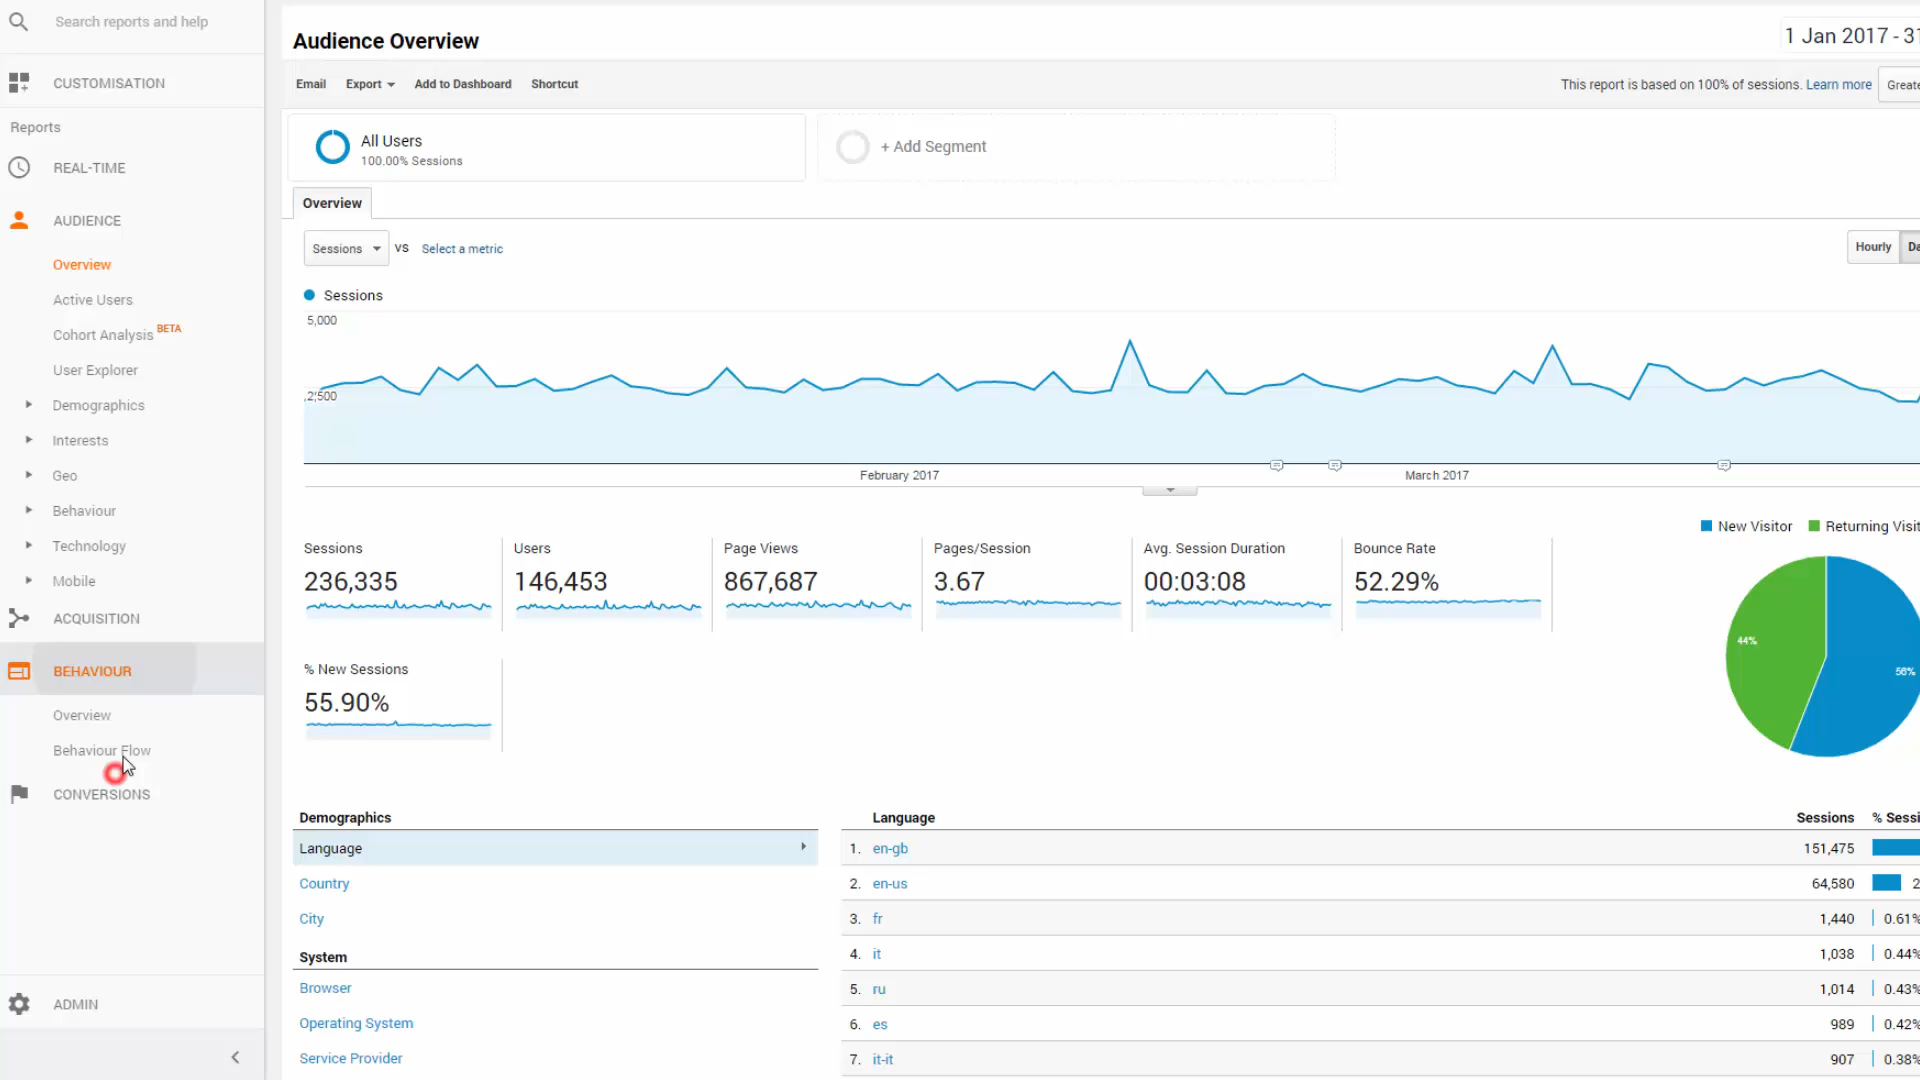 Search reports and help
CUSTOMISATION
Reports
REAL-TIME
AUDIENCE
Overview
Active Users
Cohort Analysis BETA
User Explorer
Demographics
Interests
Geo
Behaviour
Technology
Mobile
ACQUISITION
BEHAVIOUR
Overview
Behaviour Flow
CONVERSIONS
ADMIN
Audience Overview
1 Jan 2017 - 31
Email Export Add to Dashboard Shortcut
This report is based on 100% of sessions. Learn more
Greate
All Users
100.00% Sessions
+ Add Segment
Overview
Sessions vs Select a metric
Hourly Da
Sessions
5,000
2,500
February 2017 March 2017
New Visitor Returning Visit
44%
56%
Sessions
236,335
Users
146,453
Page Views
867,687
Pages/Session
3.67
Avg. Session Duration
00:03:08
Bounce Rate
52.29%
% New Sessions
55.90%
Demographics
Language
Country
City
System
Browser
Operating System
Service Provider
Language Sessions % Sessi
1. en-gb 151,475
2. en-us 64,580 2
3. fr 1,440 0.61%
4. it 1,038 0.44%
5. ru 1,014 0.43%
6. es 989 0.42%
7. it-it 907 0.38%